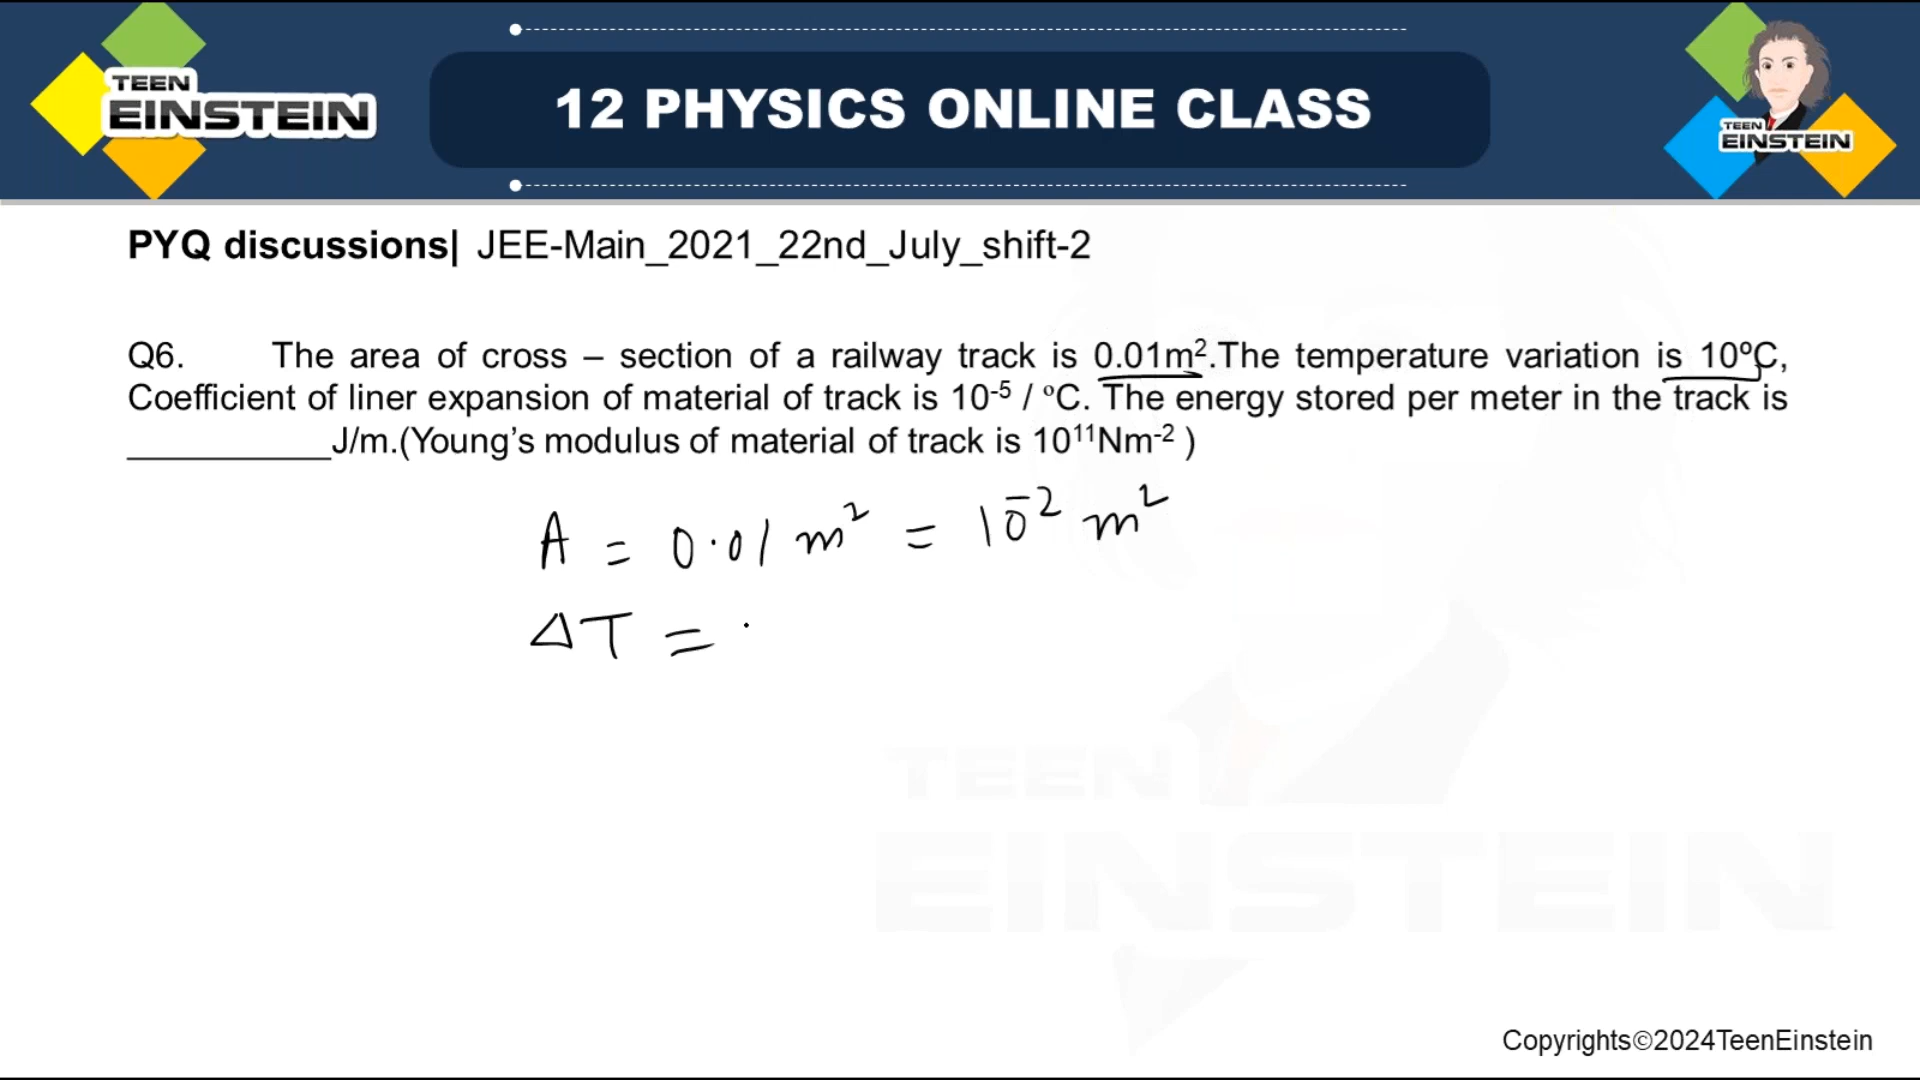 TEEN
EINSTEIN
12 PHYSICS ONLINE CLASS
TEEN
EINSTEIN
PYQ discussions| JEE-Main_2021_22nd_July_shift-2
Q6. The area of cross – section of a railway track is 0.01m².The temperature variation is 10ºC,
Coefficient of liner expansion of material of track is 10⁻⁵ / ºC. The energy stored per meter in the track is
__________J/m.(Young’s modulus of material of track is 10¹¹Nm⁻² )
A = 0.01 m² = 10⁻² m²
ΔT =
TEEN
EINSTEIN
Copyrights©2024TeenEinstein